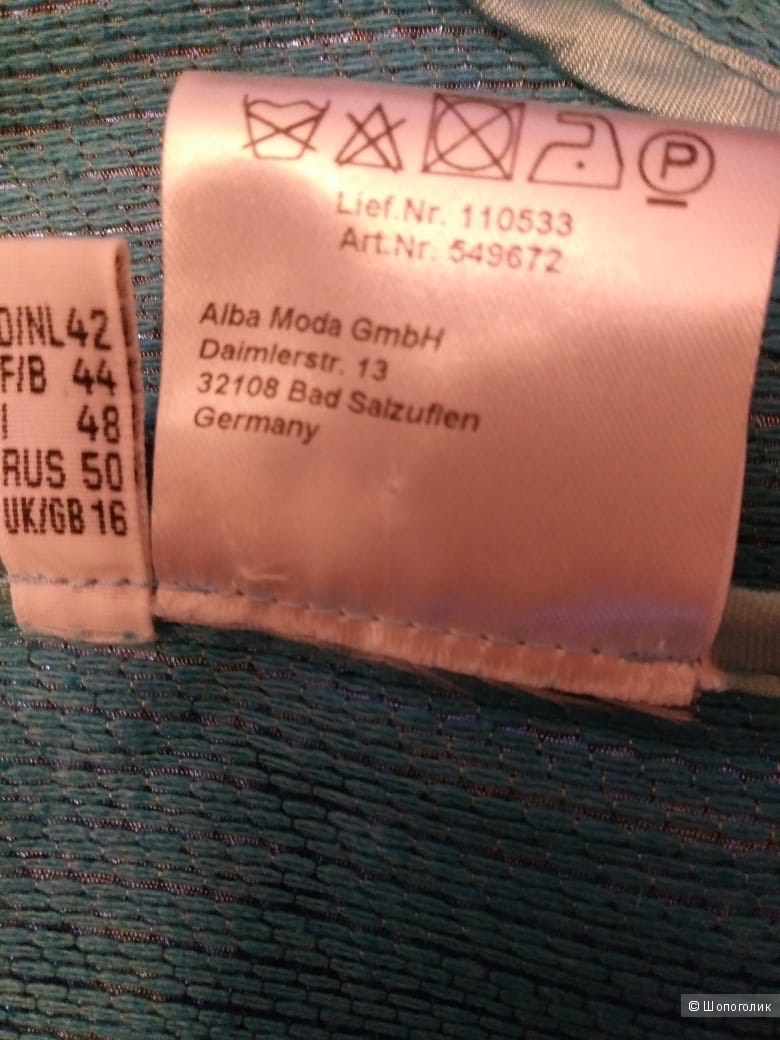 D/NL 42
F/B 44
I 48
RUS 50
UK/GB 16
P
Lief.Nr. 110533
Art.Nr. 549672
Alba Moda GmbH
Daimlerstr. 13
32108 Bad Salzuflen
Germany
© Шопоголик